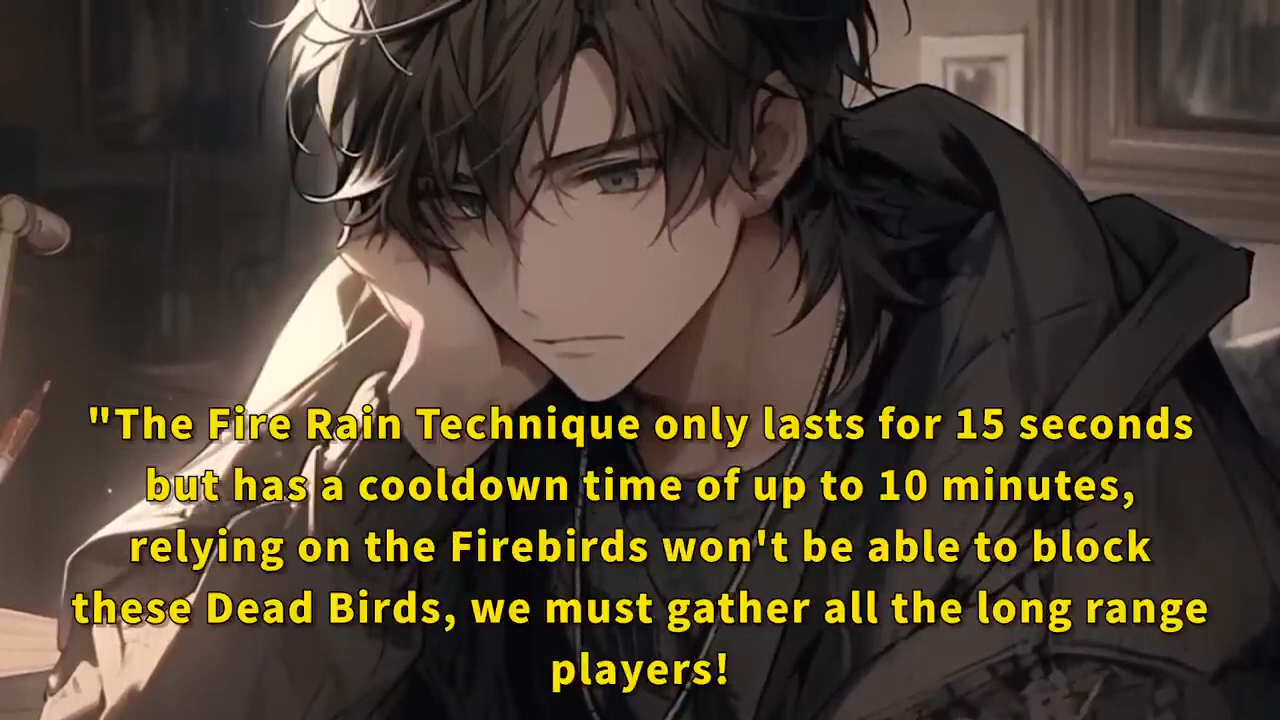 "The Fire Rain Technique only lasts for 15 seconds
but has a cooldown time of up to 10 minutes,
relying on the Firebirds won't be able to block
these Dead Birds, we must gather all the long range
players!